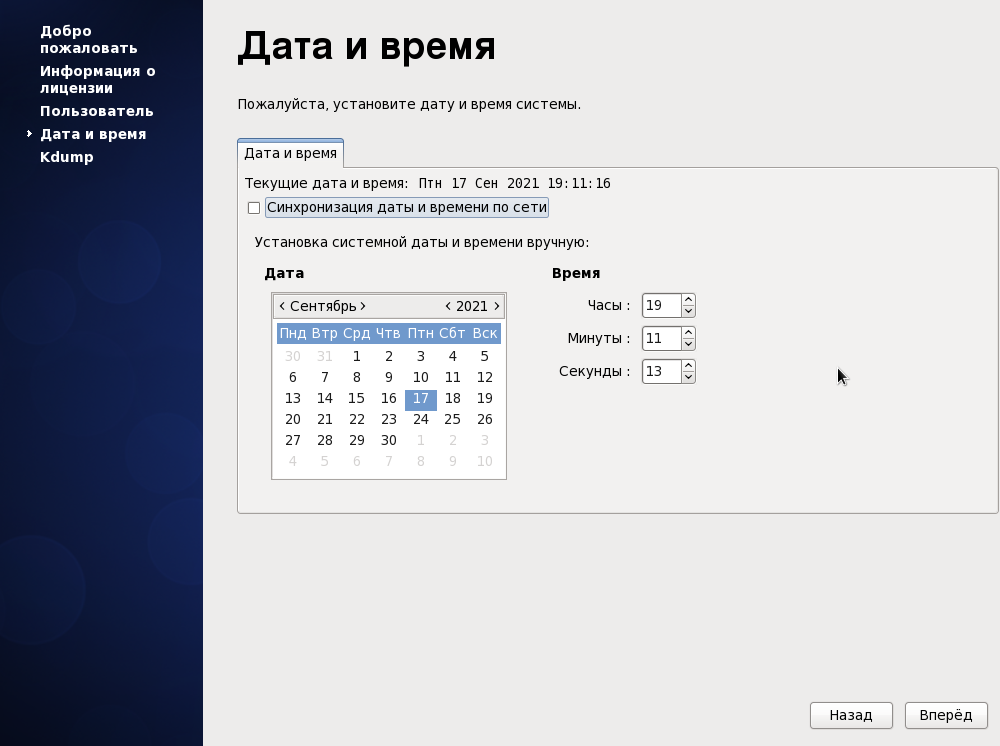 Добро
пожаловать
Информация о
лицензии
Пользователь
Дата и время
Kdump
Дата и время
Пожалуйста, установите дату и время системы.
Дата и время
Текущие дата и время: Птн 17 Сен 2021 19:11:16
Синхронизация даты и времени по сети
Установка системной даты и времени вручную:
Дата
Сентябрь 2021
Пнд Втр Срд Чтв Птн Сбт Вск
30 31 1 2 3 4 5
6 7 8 9 10 11 12
13 14 15 16 17 18 19
20 21 22 23 24 25 26
27 28 29 30 1 2 3
4 5 6 7 8 9 10
Время
Часы : 19
Минуты : 11
Секунды : 13
Назад
Вперёд